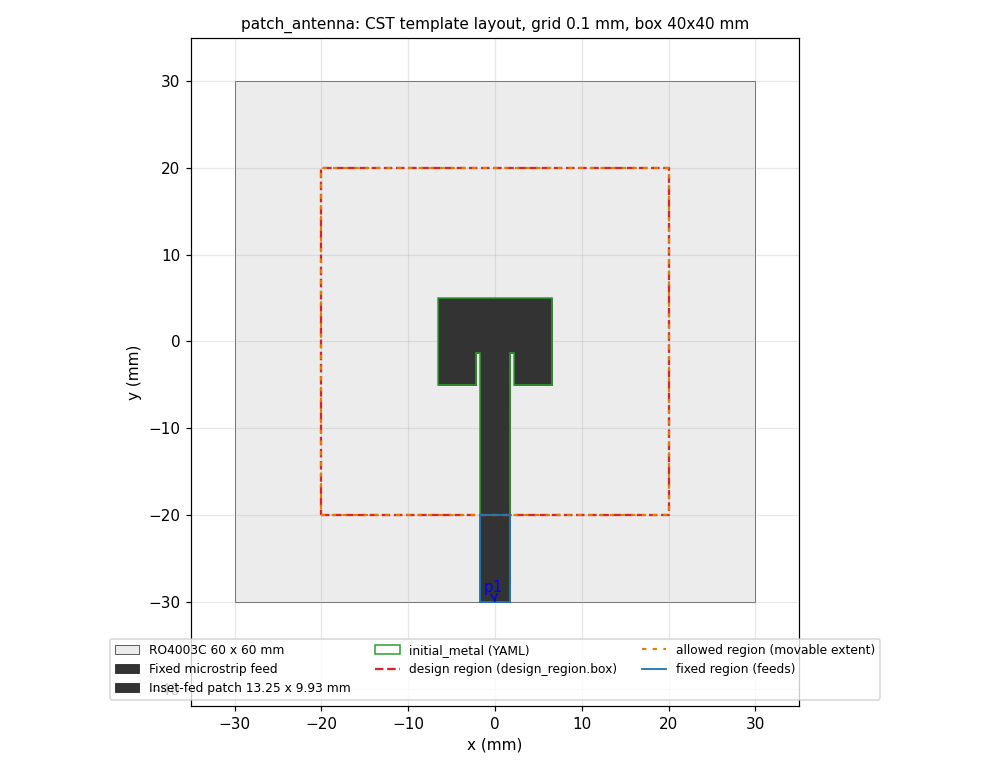 patch_antenna: CST template layout, grid 0.1 mm, box 40x40 mm
30
20
10
0
−10
−20
−30
y (mm)
p1
RO4003C 60 x 60 mm
Fixed microstrip feed
Inset-fed patch 13.25 x 9.93 mm
initial_metal (YAML)
design region (design_region.box)
allowed region (movable extent)
fixed region (feeds)
−30
−20
−10
0
10
20
30
x (mm)